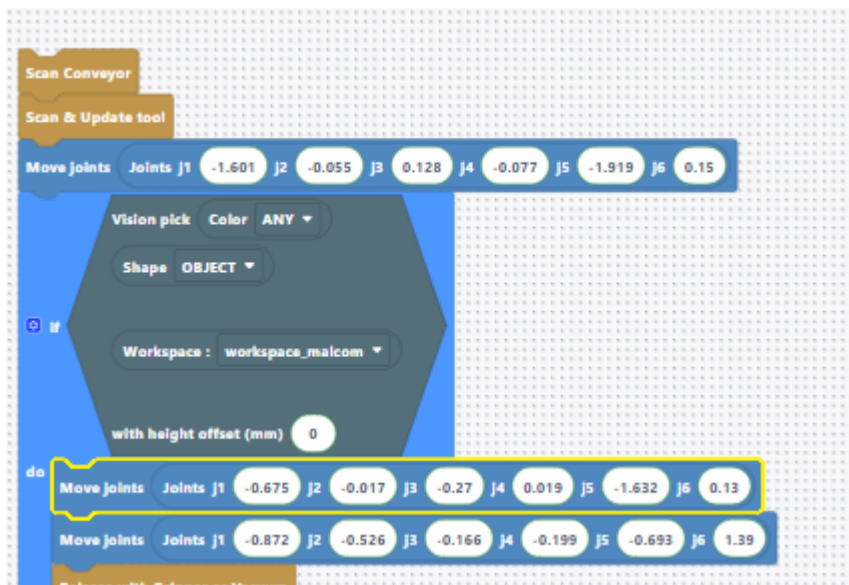 Scan Conveyor
Scan & Update tool
Move joints Joints j1 -1.601 j2 -0.055 j3 0.128 j4 -0.077 j5 -1.919 j6 0.15
Vision pick Color ANY
Shape OBJECT
if
Workspace : workspace_malcom
with height offset (mm) 0
do
Move joints Joints j1 -0.675 j2 -0.017 j3 -0.27 j4 0.019 j5 -1.632 j6 0.13
Move joints Joints j1 -0.872 j2 -0.526 j3 -0.166 j4 -0.199 j5 -0.693 j6 1.39